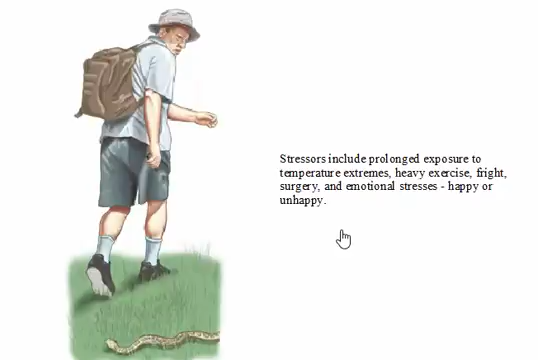 Stressors include prolonged exposure to
temperature extremes, heavy exercise, fright,
surgery, and emotional stresses - happy or
unhappy.